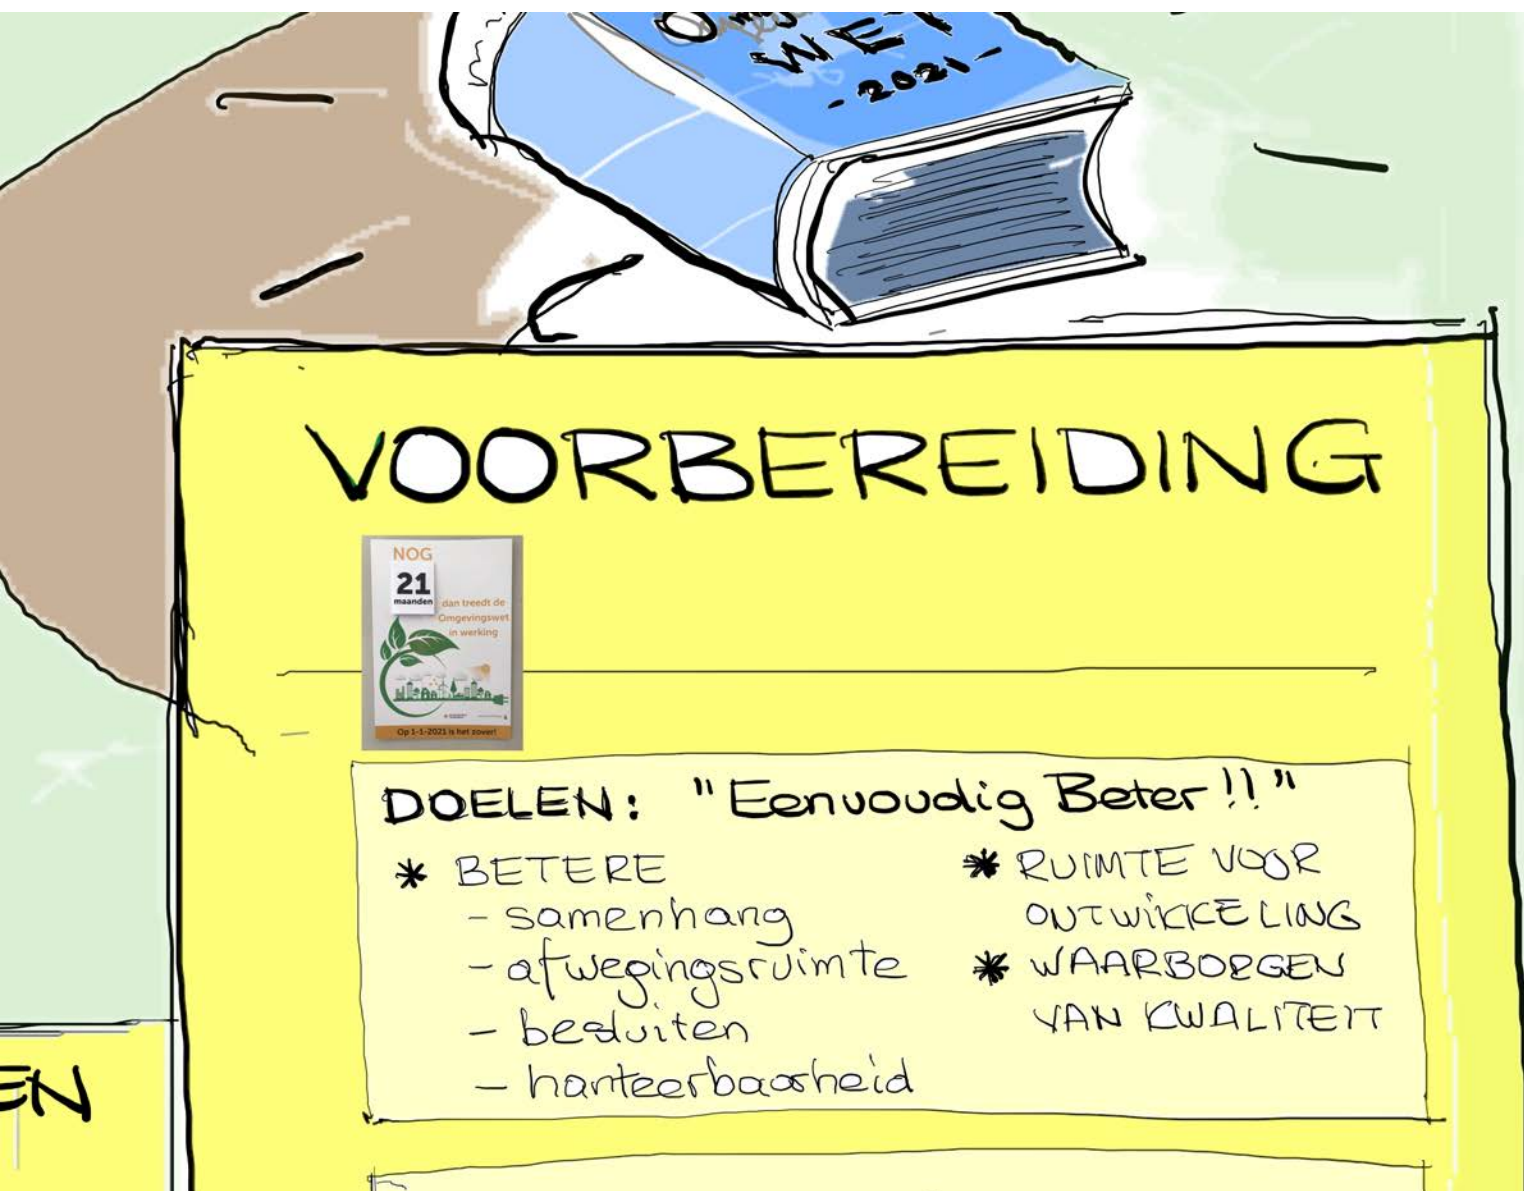 WET
- 2021 -
VOORBEREIDING
NOG
21
maanden
dan treedt de
Omgevingswet
in werking
Op 1-1-2021 is het zover!
DOELEN: "Eenvoudig Beter!!"
* BETERE
- samenhang
- afwegingsruimte
- besluiten
- hanteerbaarheid
* RUIMTE VOOR
ONTWIKKELING
* WAARBORGEN
VAN KWALITEIT
EN